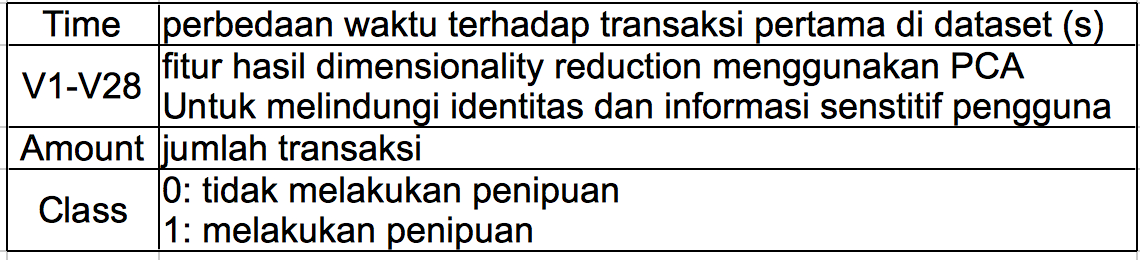 Time perbedaan waktu terhadap transaksi pertama di dataset (s)
V1-V28 fitur hasil dimensionality reduction menggunakan PCA
Untuk melindungi identitas dan informasi senstitif pengguna
Amount jumlah transaksi
Class 0: tidak melakukan penipuan
1: melakukan penipuan